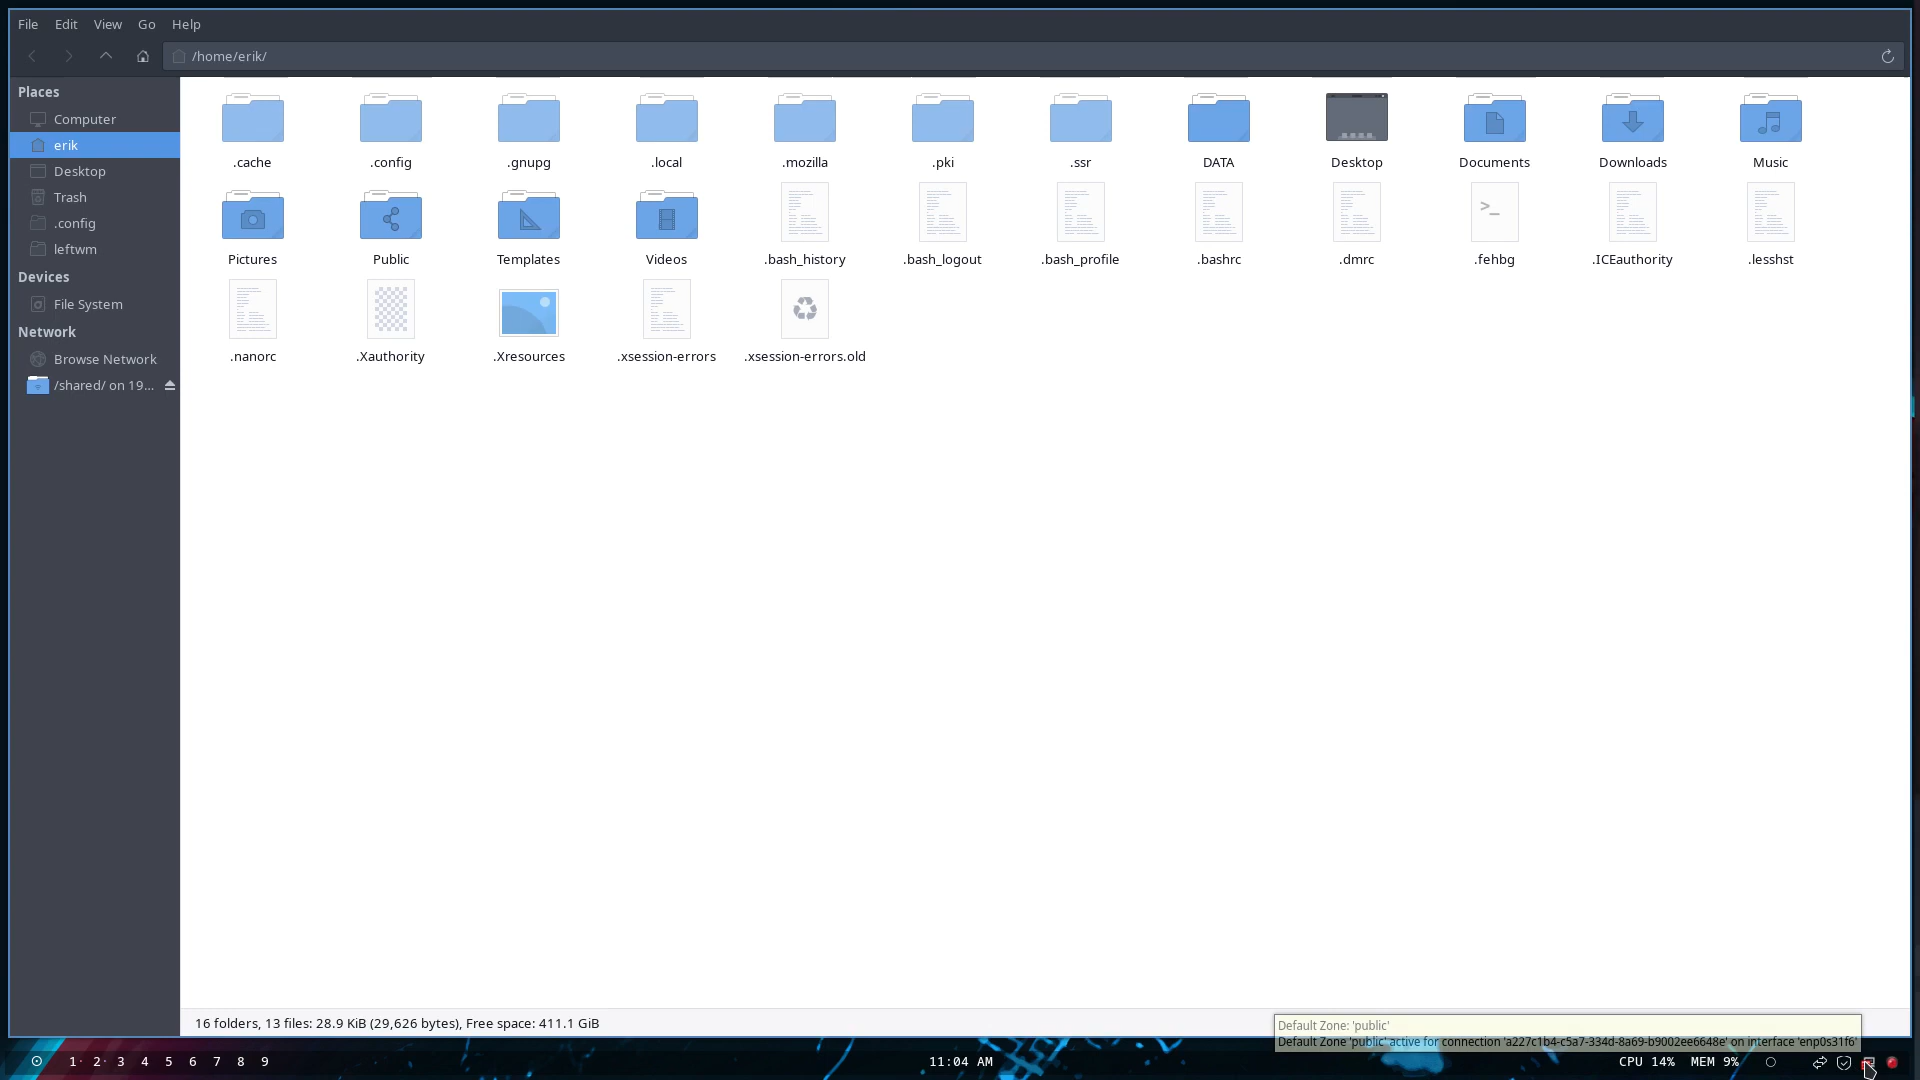 File Edit View Go Help
/home/erik/
Places
Computer
erik
Desktop
Trash
.config
leftwm
Devices
File System
Network
Browse Network
/shared/ on 19...
.cache .config .gnupg .local .mozilla .pki .ssr DATA Desktop Documents Downloads Music
Pictures Public Templates Videos .bash_history .bash_logout .bash_profile .bashrc .dmrc .fehbg .ICEauthority .lesshst
.nanorc .Xauthority .Xresources .xsession-errors .xsession-errors.old
16 folders, 13 files: 28.9 KiB (29,626 bytes), Free space: 411.1 GiB
Default Zone: 'public'
Default Zone 'public' active for connection 'a227c1b4-c5a7-334d-8a69-b9002ee6648e' on interface 'enp0s31f6'
1· 2· 3 4 5 6 7 8 9 11:04 AM CPU 14% MEM 9%